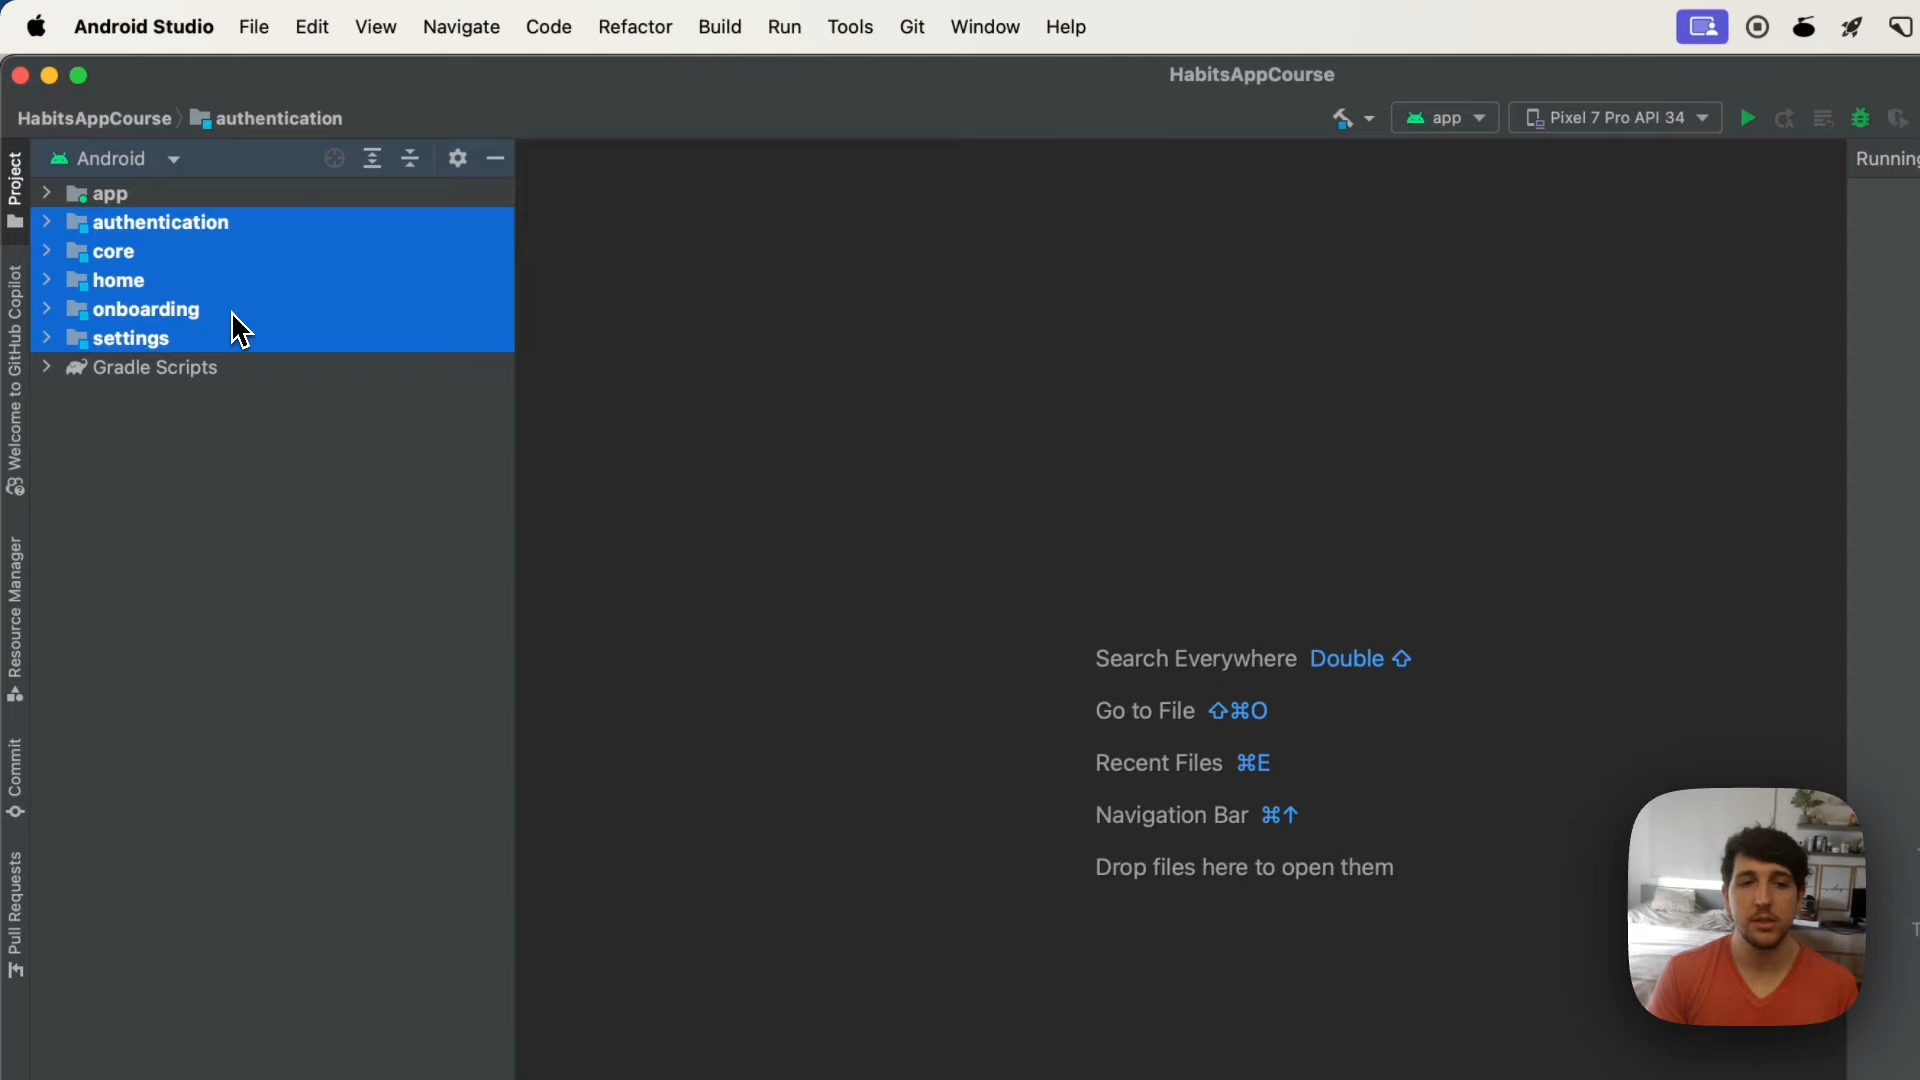 Android Studio File Edit View Navigate Code Refactor Build Run Tools Git Window Help
HabitsAppCourse
HabitsAppCourse authentication
app Pixel 7 Pro API 34
Project
Android
Running
app
authentication
core
home
onboarding
settings
Gradle Scripts
Welcome to GitHub Copilot
Resource Manager
Commit
Pull Requests
Search Everywhere Double ⇧
Go to File ⇧⌘O
Recent Files ⌘E
Navigation Bar ⌘↑
Drop files here to open them